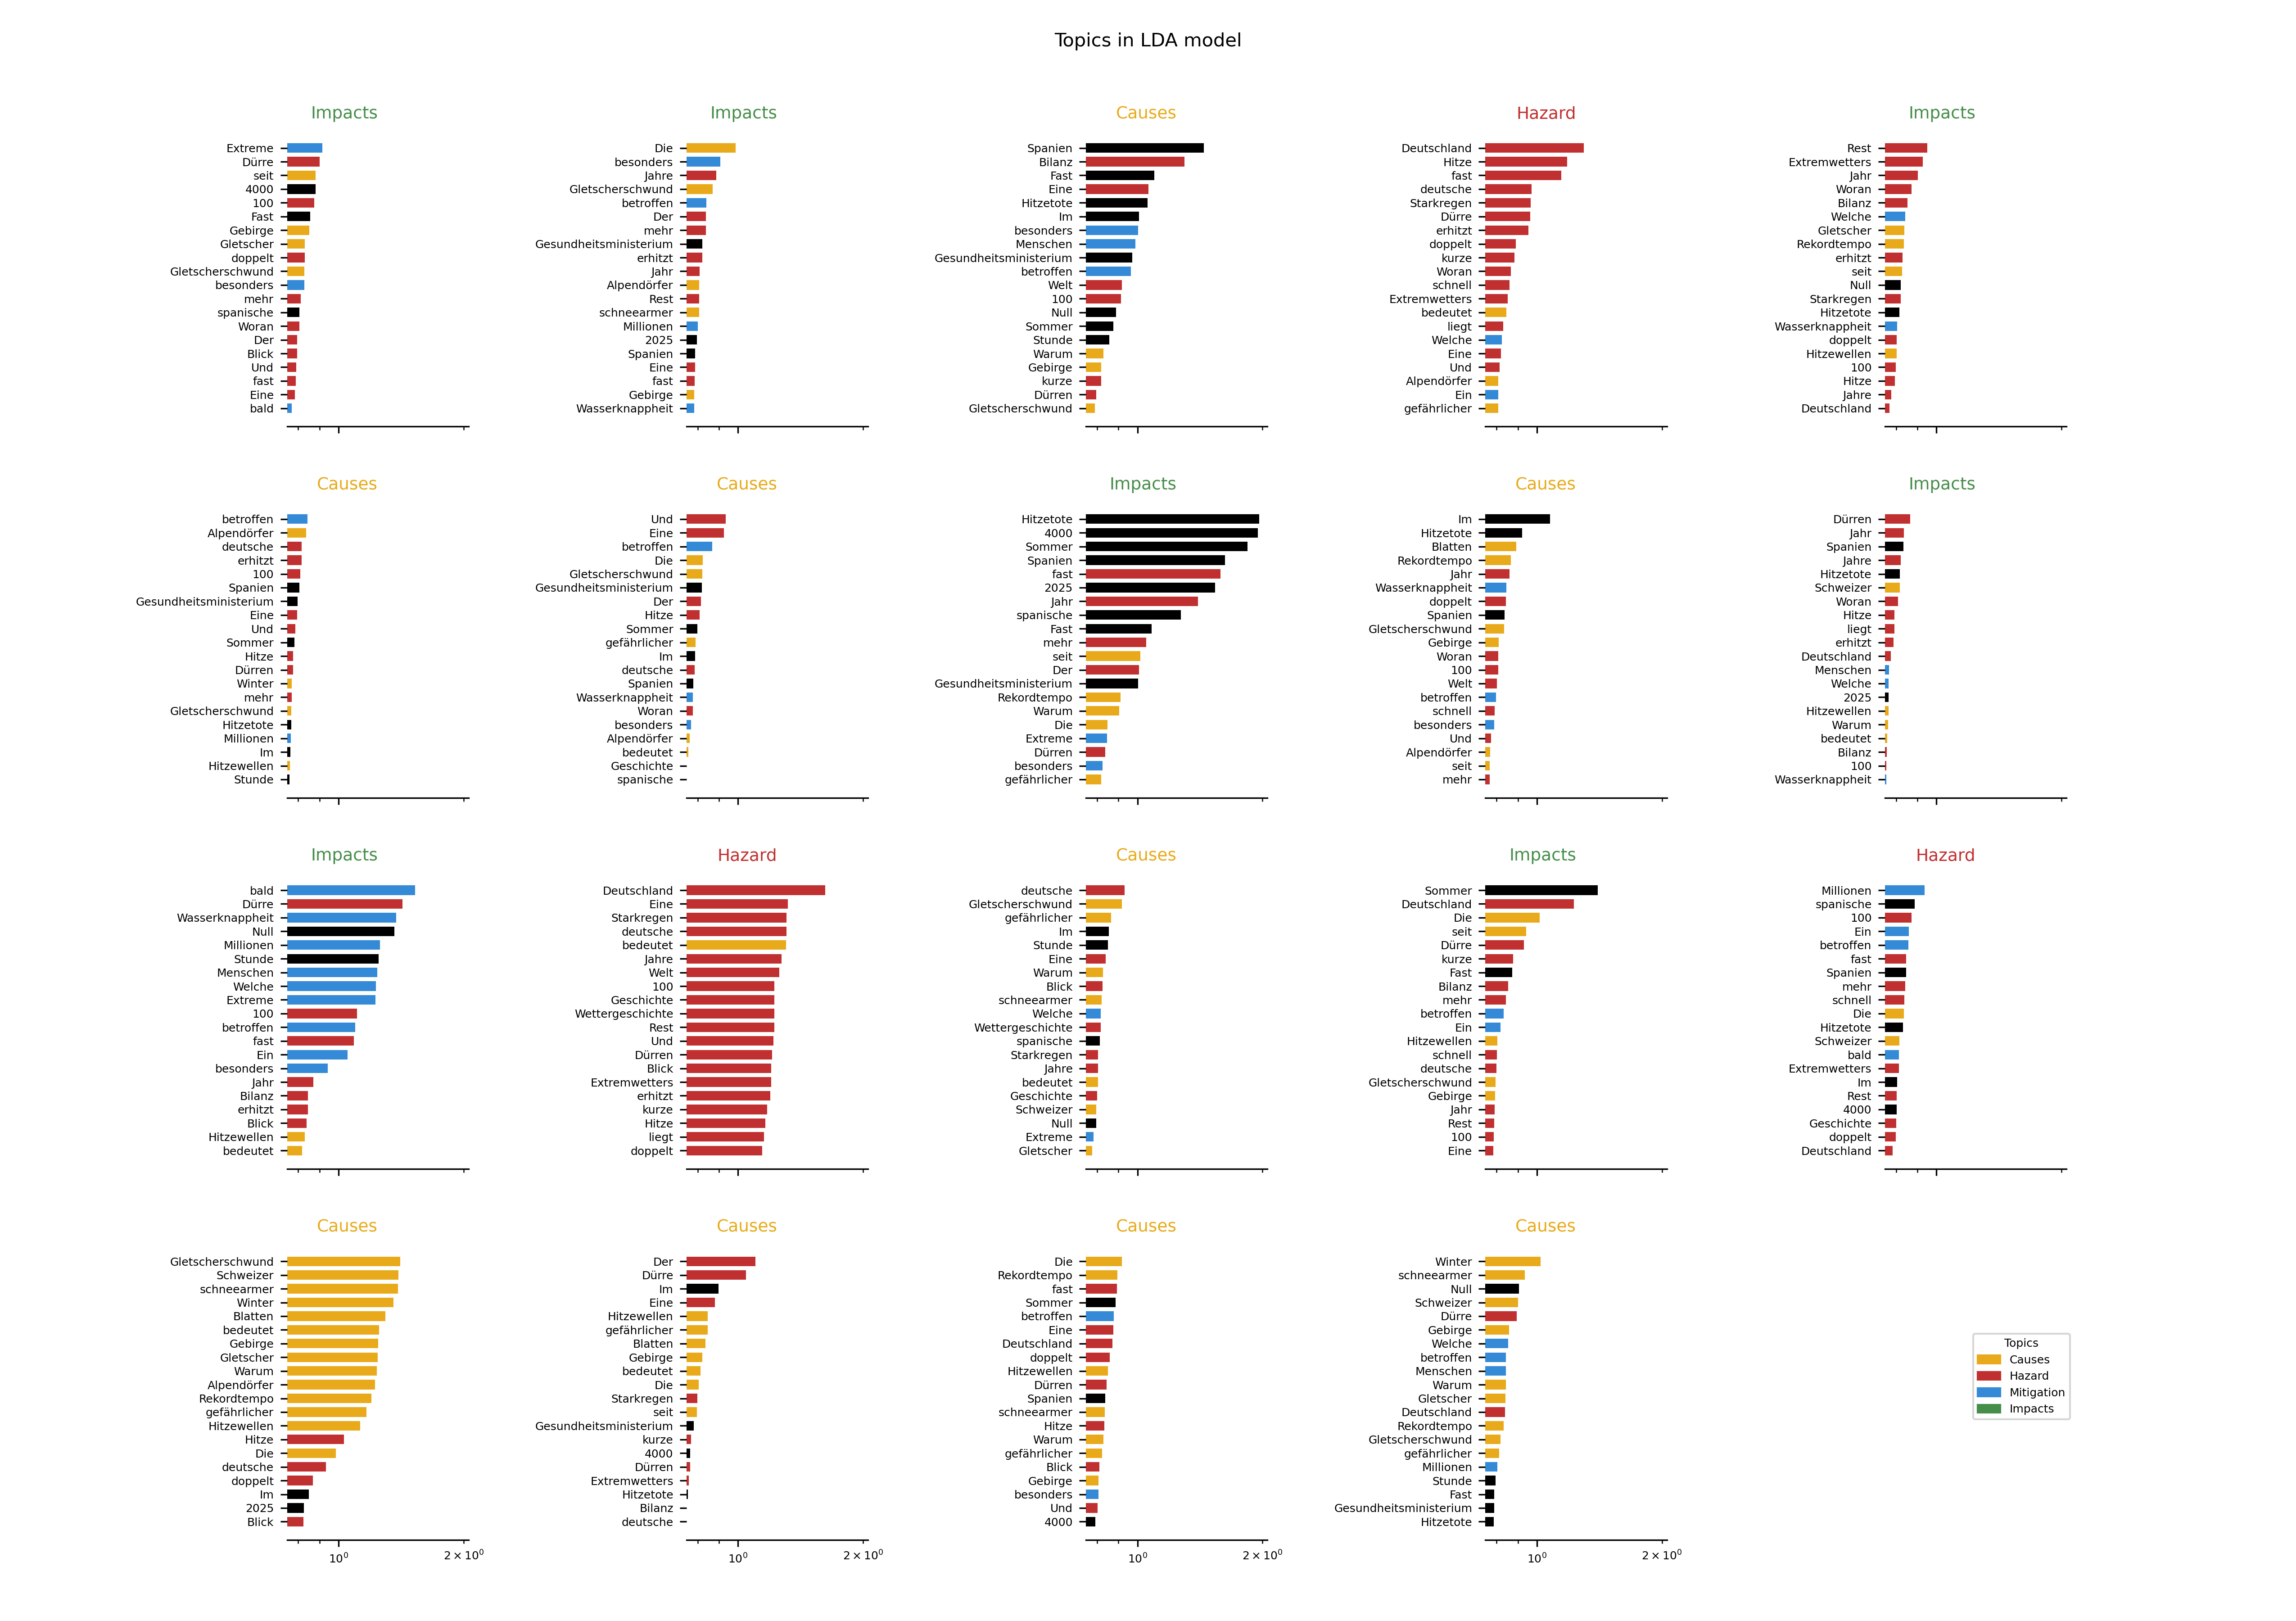 Topics in LDA model
Impacts
Extreme
Dürre
seit
4000
100
Fast
Gebirge
Gletscher
doppelt
Gletscherschwund
besonders
mehr
spanische
Woran
Der
Blick
Und
fast
Eine
bald
Impacts
Die
besonders
Jahre
Gletscherschwund
betroffen
Der
mehr
Gesundheitsministerium
erhitzt
Jahr
Alpendörfer
Rest
schneearmer
Millionen
2025
Spanien
Eine
fast
Gebirge
Wasserknappheit
Causes
Spanien
Bilanz
Fast
Eine
Hitzetote
Im
besonders
Menschen
Gesundheitsministerium
betroffen
Welt
100
Null
Sommer
Stunde
Warum
Gebirge
kurze
Dürren
Gletscherschwund
Hazard
Deutschland
Hitze
fast
deutsche
Starkregen
Dürre
erhitzt
doppelt
kurze
Woran
schnell
Extremwetters
bedeutet
liegt
Welche
Eine
Und
Alpendörfer
Ein
gefährlicher
Impacts
Rest
Extremwetters
Jahr
Woran
Bilanz
Welche
Gletscher
Rekordtempo
erhitzt
seit
Null
Starkregen
Hitzetote
Wasserknappheit
doppelt
Hitzewellen
100
Hitze
Jahre
Deutschland
Causes
betroffen
Alpendörfer
deutsche
erhitzt
100
Spanien
Gesundheitsministerium
Eine
Und
Sommer
Hitze
Dürren
Winter
mehr
Gletscherschwund
Hitzetote
Millionen
Im
Hitzewellen
Stunde
Causes
Und
Eine
betroffen
Die
Gletscherschwund
Gesundheitsministerium
Der
Hitze
Sommer
gefährlicher
Im
deutsche
Spanien
Wasserknappheit
Woran
besonders
Alpendörfer
bedeutet
Geschichte
spanische
Impacts
Hitzetote
4000
Sommer
Spanien
fast
2025
Jahr
spanische
Fast
mehr
seit
Der
Gesundheitsministerium
Rekordtempo
Warum
Die
Extreme
Dürren
besonders
gefährlicher
Causes
Im
Hitzetote
Blatten
Rekordtempo
Jahr
Wasserknappheit
doppelt
Spanien
Gletscherschwund
Gebirge
Woran
100
Welt
betroffen
schnell
besonders
Und
Alpendörfer
seit
mehr
Impacts
Dürren
Jahr
Spanien
Jahre
Hitzetote
Schweizer
Woran
Hitze
liegt
erhitzt
Deutschland
Menschen
Welche
2025
Hitzewellen
Warum
bedeutet
Bilanz
100
Wasserknappheit
Impacts
bald
Dürre
Wasserknappheit
Null
Millionen
Stunde
Menschen
Welche
Extreme
100
betroffen
fast
Ein
besonders
Jahr
Bilanz
erhitzt
Blick
Hitzewellen
bedeutet
Hazard
Deutschland
Eine
Starkregen
deutsche
bedeutet
Jahre
Welt
100
Geschichte
Wettergeschichte
Rest
Und
Dürren
Blick
Extremwetters
erhitzt
kurze
Hitze
liegt
doppelt
Causes
deutsche
Gletscherschwund
gefährlicher
Im
Stunde
Eine
Warum
Blick
schneearmer
Welche
Wettergeschichte
spanische
Starkregen
Jahre
bedeutet
Geschichte
Schweizer
Null
Extreme
Gletscher
Impacts
Sommer
Deutschland
Die
seit
Dürre
kurze
Fast
Bilanz
mehr
betroffen
Ein
Hitzewellen
schnell
deutsche
Gletscherschwund
Gebirge
Jahr
Rest
100
Eine
Hazard
Millionen
spanische
100
Ein
betroffen
fast
Spanien
mehr
schnell
Die
Hitzetote
Schweizer
bald
Extremwetters
Im
Rest
4000
Geschichte
doppelt
Deutschland
Causes
Gletscherschwund
Schweizer
schneearmer
Winter
Blatten
bedeutet
Gebirge
Gletscher
Warum
Alpendörfer
Rekordtempo
gefährlicher
Hitzewellen
Hitze
Die
deutsche
doppelt
Im
2025
Blick
10⁰
2 × 10⁰
Causes
Der
Dürre
Im
Eine
Hitzewellen
gefährlicher
Blatten
Gebirge
bedeutet
Die
Starkregen
seit
Gesundheitsministerium
kurze
4000
Dürren
Extremwetters
Hitzetote
Bilanz
deutsche
10⁰
2 × 10⁰
Causes
Die
Rekordtempo
fast
Sommer
betroffen
Eine
Deutschland
doppelt
Hitzewellen
Dürren
Spanien
schneearmer
Hitze
Warum
gefährlicher
Blick
Gebirge
besonders
Und
4000
10⁰
2 × 10⁰
Causes
Winter
schneearmer
Null
Schweizer
Dürre
Gebirge
Welche
betroffen
Menschen
Warum
Gletscher
Deutschland
Rekordtempo
Gletscherschwund
gefährlicher
Millionen
Stunde
Fast
Gesundheitsministerium
Hitzetote
10⁰
2 × 10⁰
Topics
Causes
Hazard
Mitigation
Impacts